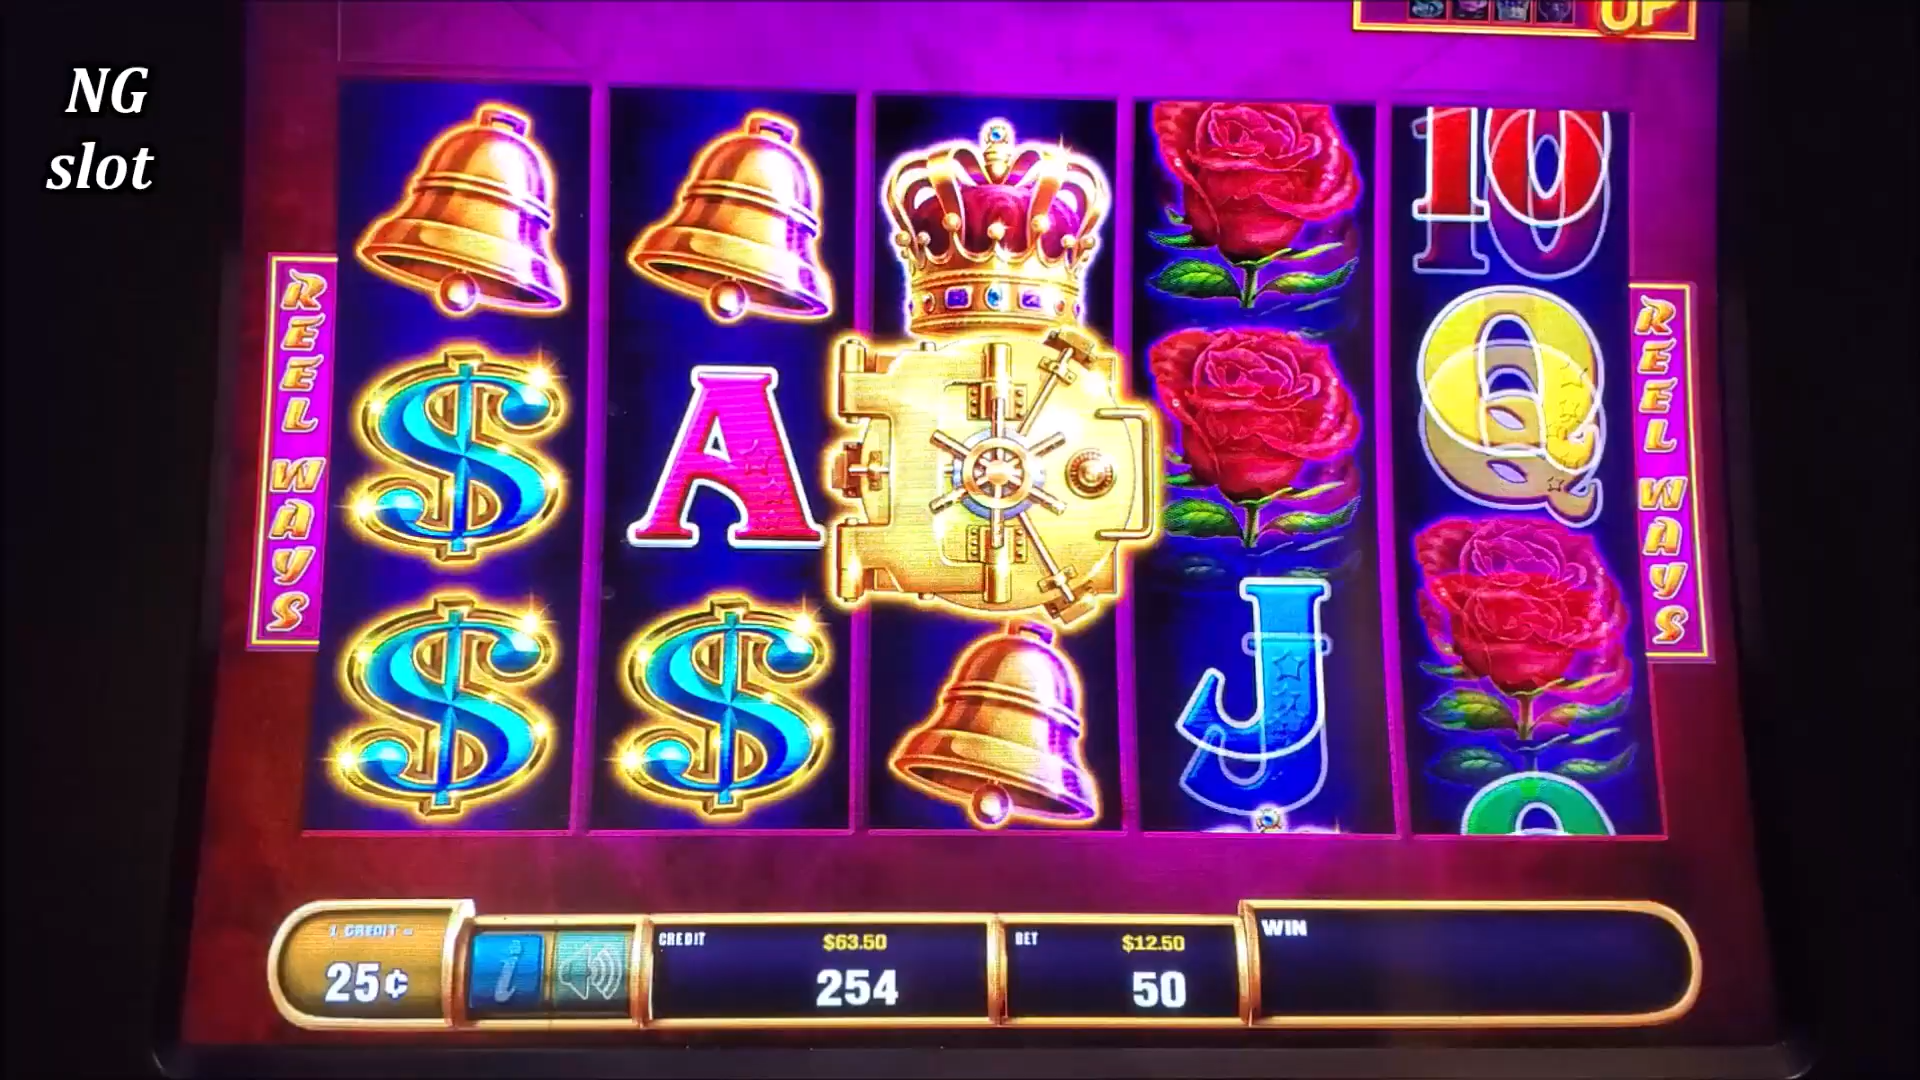 NG
slot
UP
10
REEL WAYS
A
Q
REEL WAYS
J
1 CREDIT =
25¢
i
CREDIT
$63.50
254
BET
$12.50
50
WIN